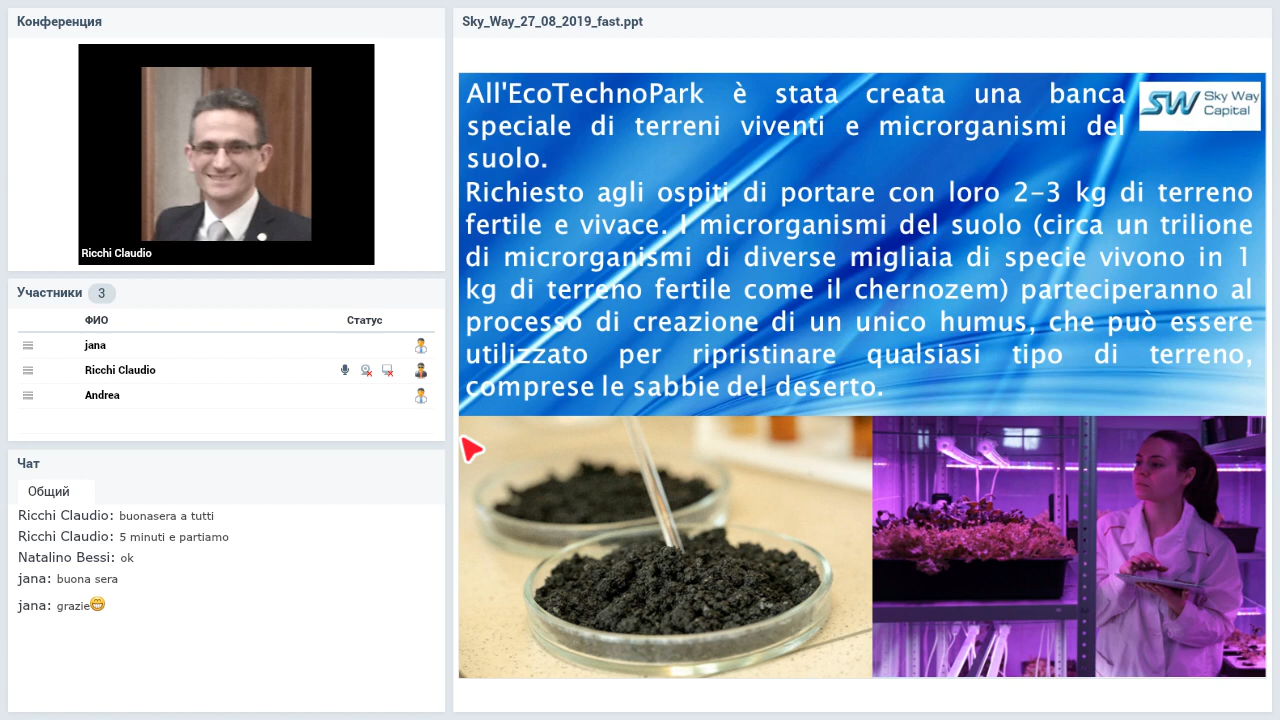 Конференция
Ricchi Claudio
Участники 3
ФИО Статус
jana
Ricchi Claudio
Andrea
Чат
Общий
Ricchi Claudio: buonasera a tutti
Ricchi Claudio: 5 minuti e partiamo
Natalino Bessi: ok
jana: buona sera
jana: grazie
Sky_Way_27_08_2019_fast.ppt
All'EcoTechnoPark è stata creata una banca
speciale di terreni viventi e microrganismi del
suolo.
SW Sky Way
Capital
Richiesto agli ospiti di portare con loro 2-3 kg di terreno
fertile e vivace. I microrganismi del suolo (circa un trilione
di microrganismi di diverse migliaia di specie vivono in 1
kg di terreno fertile come il chernozem) parteciperanno al
processo di creazione di un unico humus, che può essere
utilizzato per ripristinare qualsiasi tipo di terreno,
comprese le sabbie del deserto.